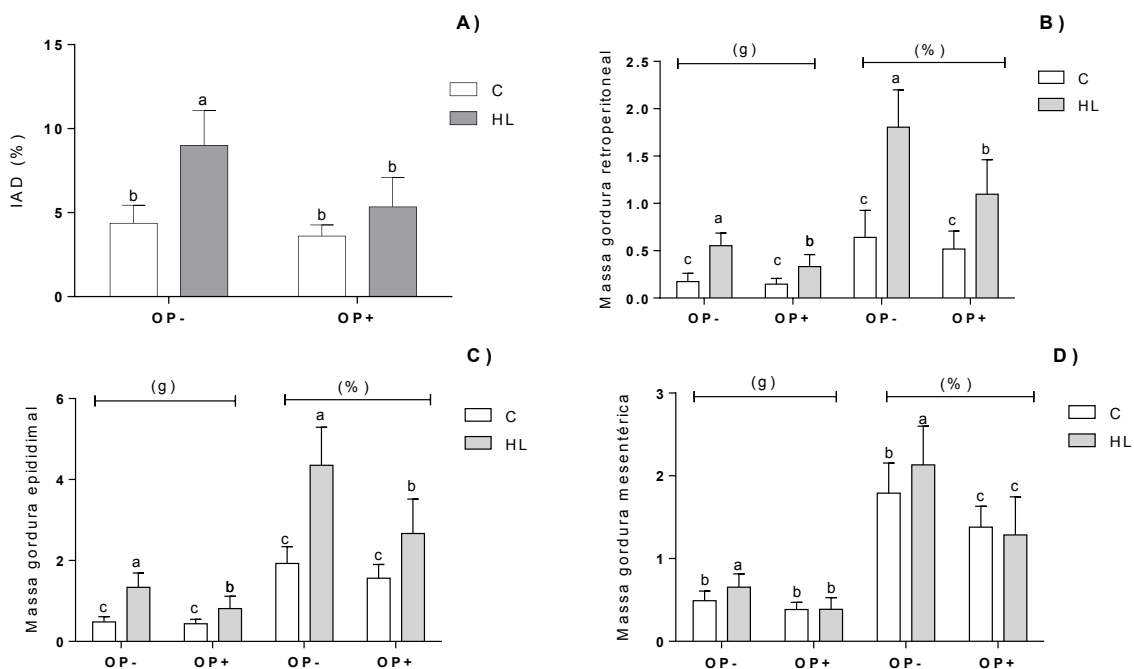 A)
15
10
5
0
IAD (%)
b
a
b
b
OP-
OP+
C
HL
B)
(g)
(%)
2.5
2.0
1.5
1.0
0.5
0.0
Massa gordura retroperitoneal
c
a
c
b
c
a
c
b
OP-
OP+
OP-
OP+
C
HL
C)
(g)
(%)
6
4
2
0
Massa gordura epididimal
c
a
c
b
c
a
c
b
OP-
OP+
OP-
OP+
C
HL
D)
(g)
(%)
3
2
1
0
Massa gordura mesentérica
b
a
b
b
b
a
c
c
OP-
OP+
OP-
OP+
C
HL